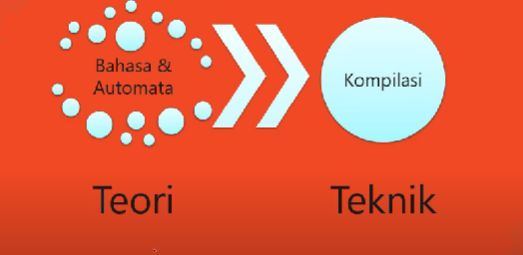 Bahasa &
Automata
Kompilasi
Teori
Teknik